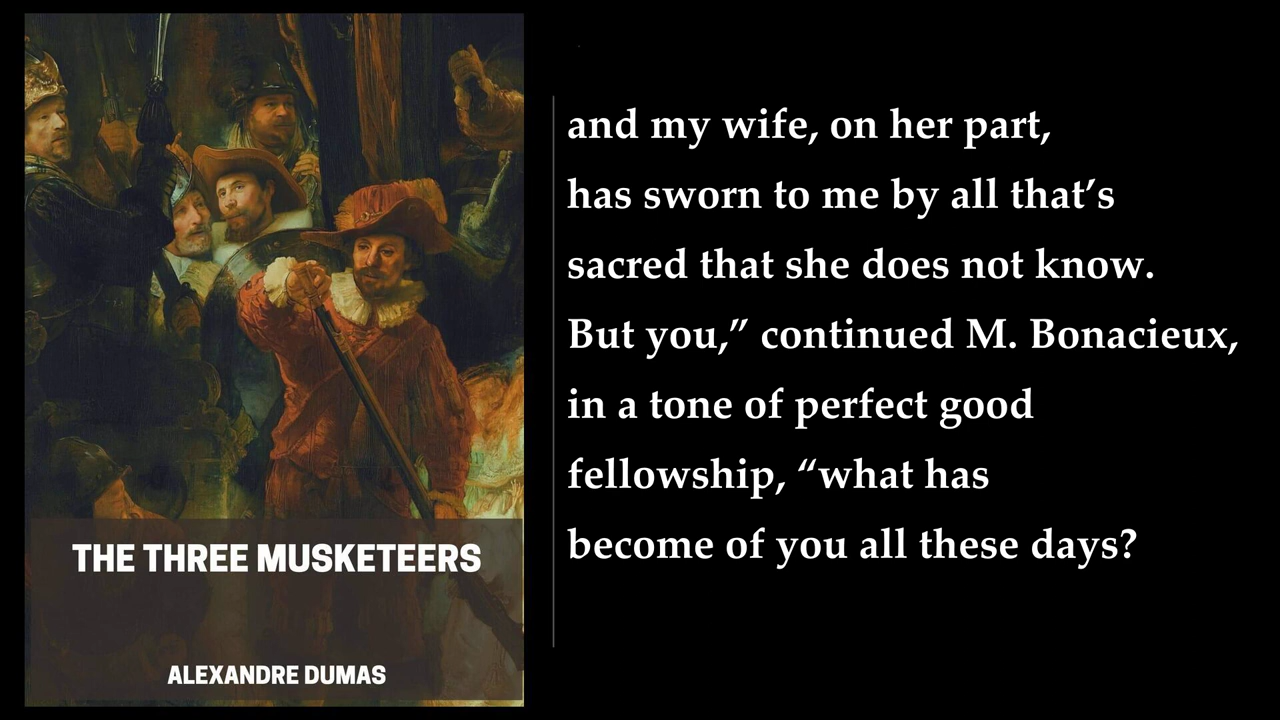 THE THREE MUSKETEERS
ALEXANDRE DUMAS
and my wife, on her part,
has sworn to me by all that’s
sacred that she does not know.
But you,” continued M. Bonacieux,
in a tone of perfect good
fellowship, “what has
become of you all these days?